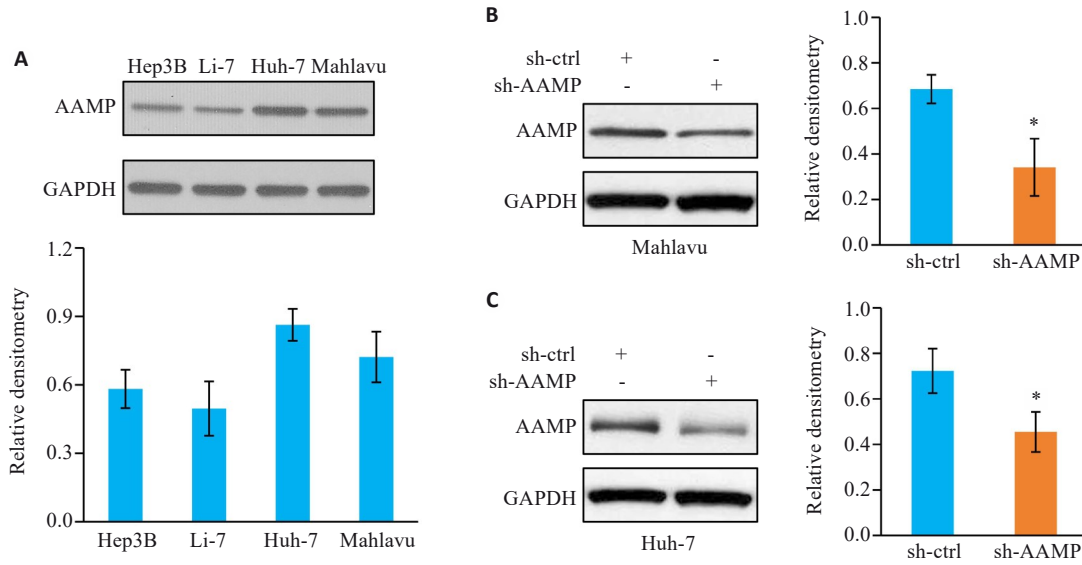 A
Hep3B Li-7 Huh-7 Mahlavu
AAMP
GAPDH
Relative densitometry
1.2
0.9
0.6
0.3
0.0
Hep3B Li-7 Huh-7 Mahlavu
B
sh-ctrl + -
sh-AAMP - +
AAMP
GAPDH
Mahlavu
Relative densitometry
1.0
0.8
0.6
0.4
0.2
0.0
*
sh-ctrl sh-AAMP
C
sh-ctrl + -
sh-AAMP - +
AAMP
GAPDH
Huh-7
Relative densitometry
1.0
0.8
0.6
0.4
0.2
0.0
*
sh-ctrl sh-AAMP